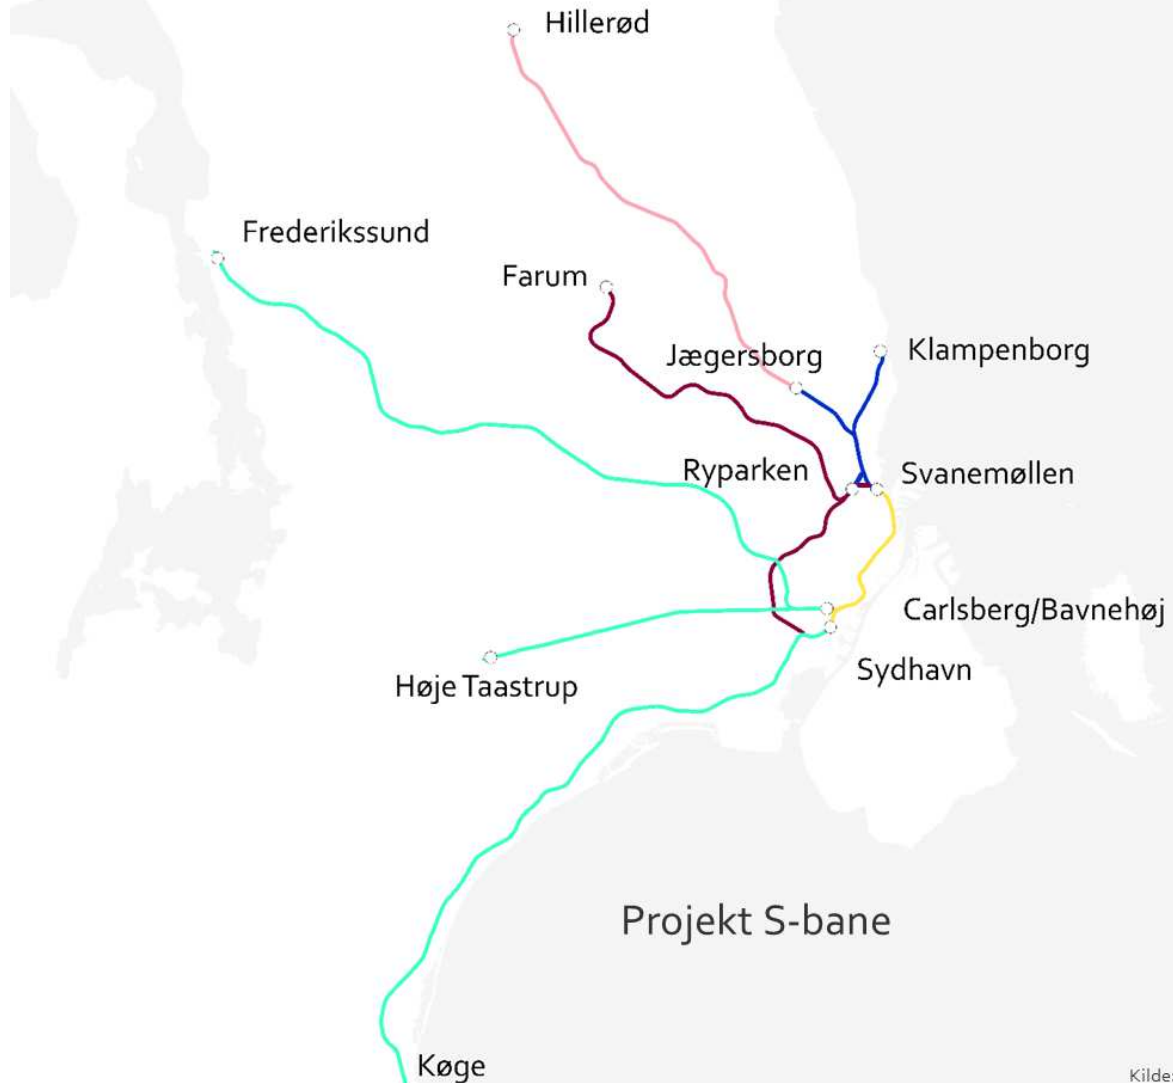 Hillerød
Frederikssund
Farum
Jægersborg
Klampenborg
Ryparken
Svanemøllen
Carlsberg/Bavnehøj
Sydhavn
Høje Taastrup
Projekt S-bane
Køge
Kilde: